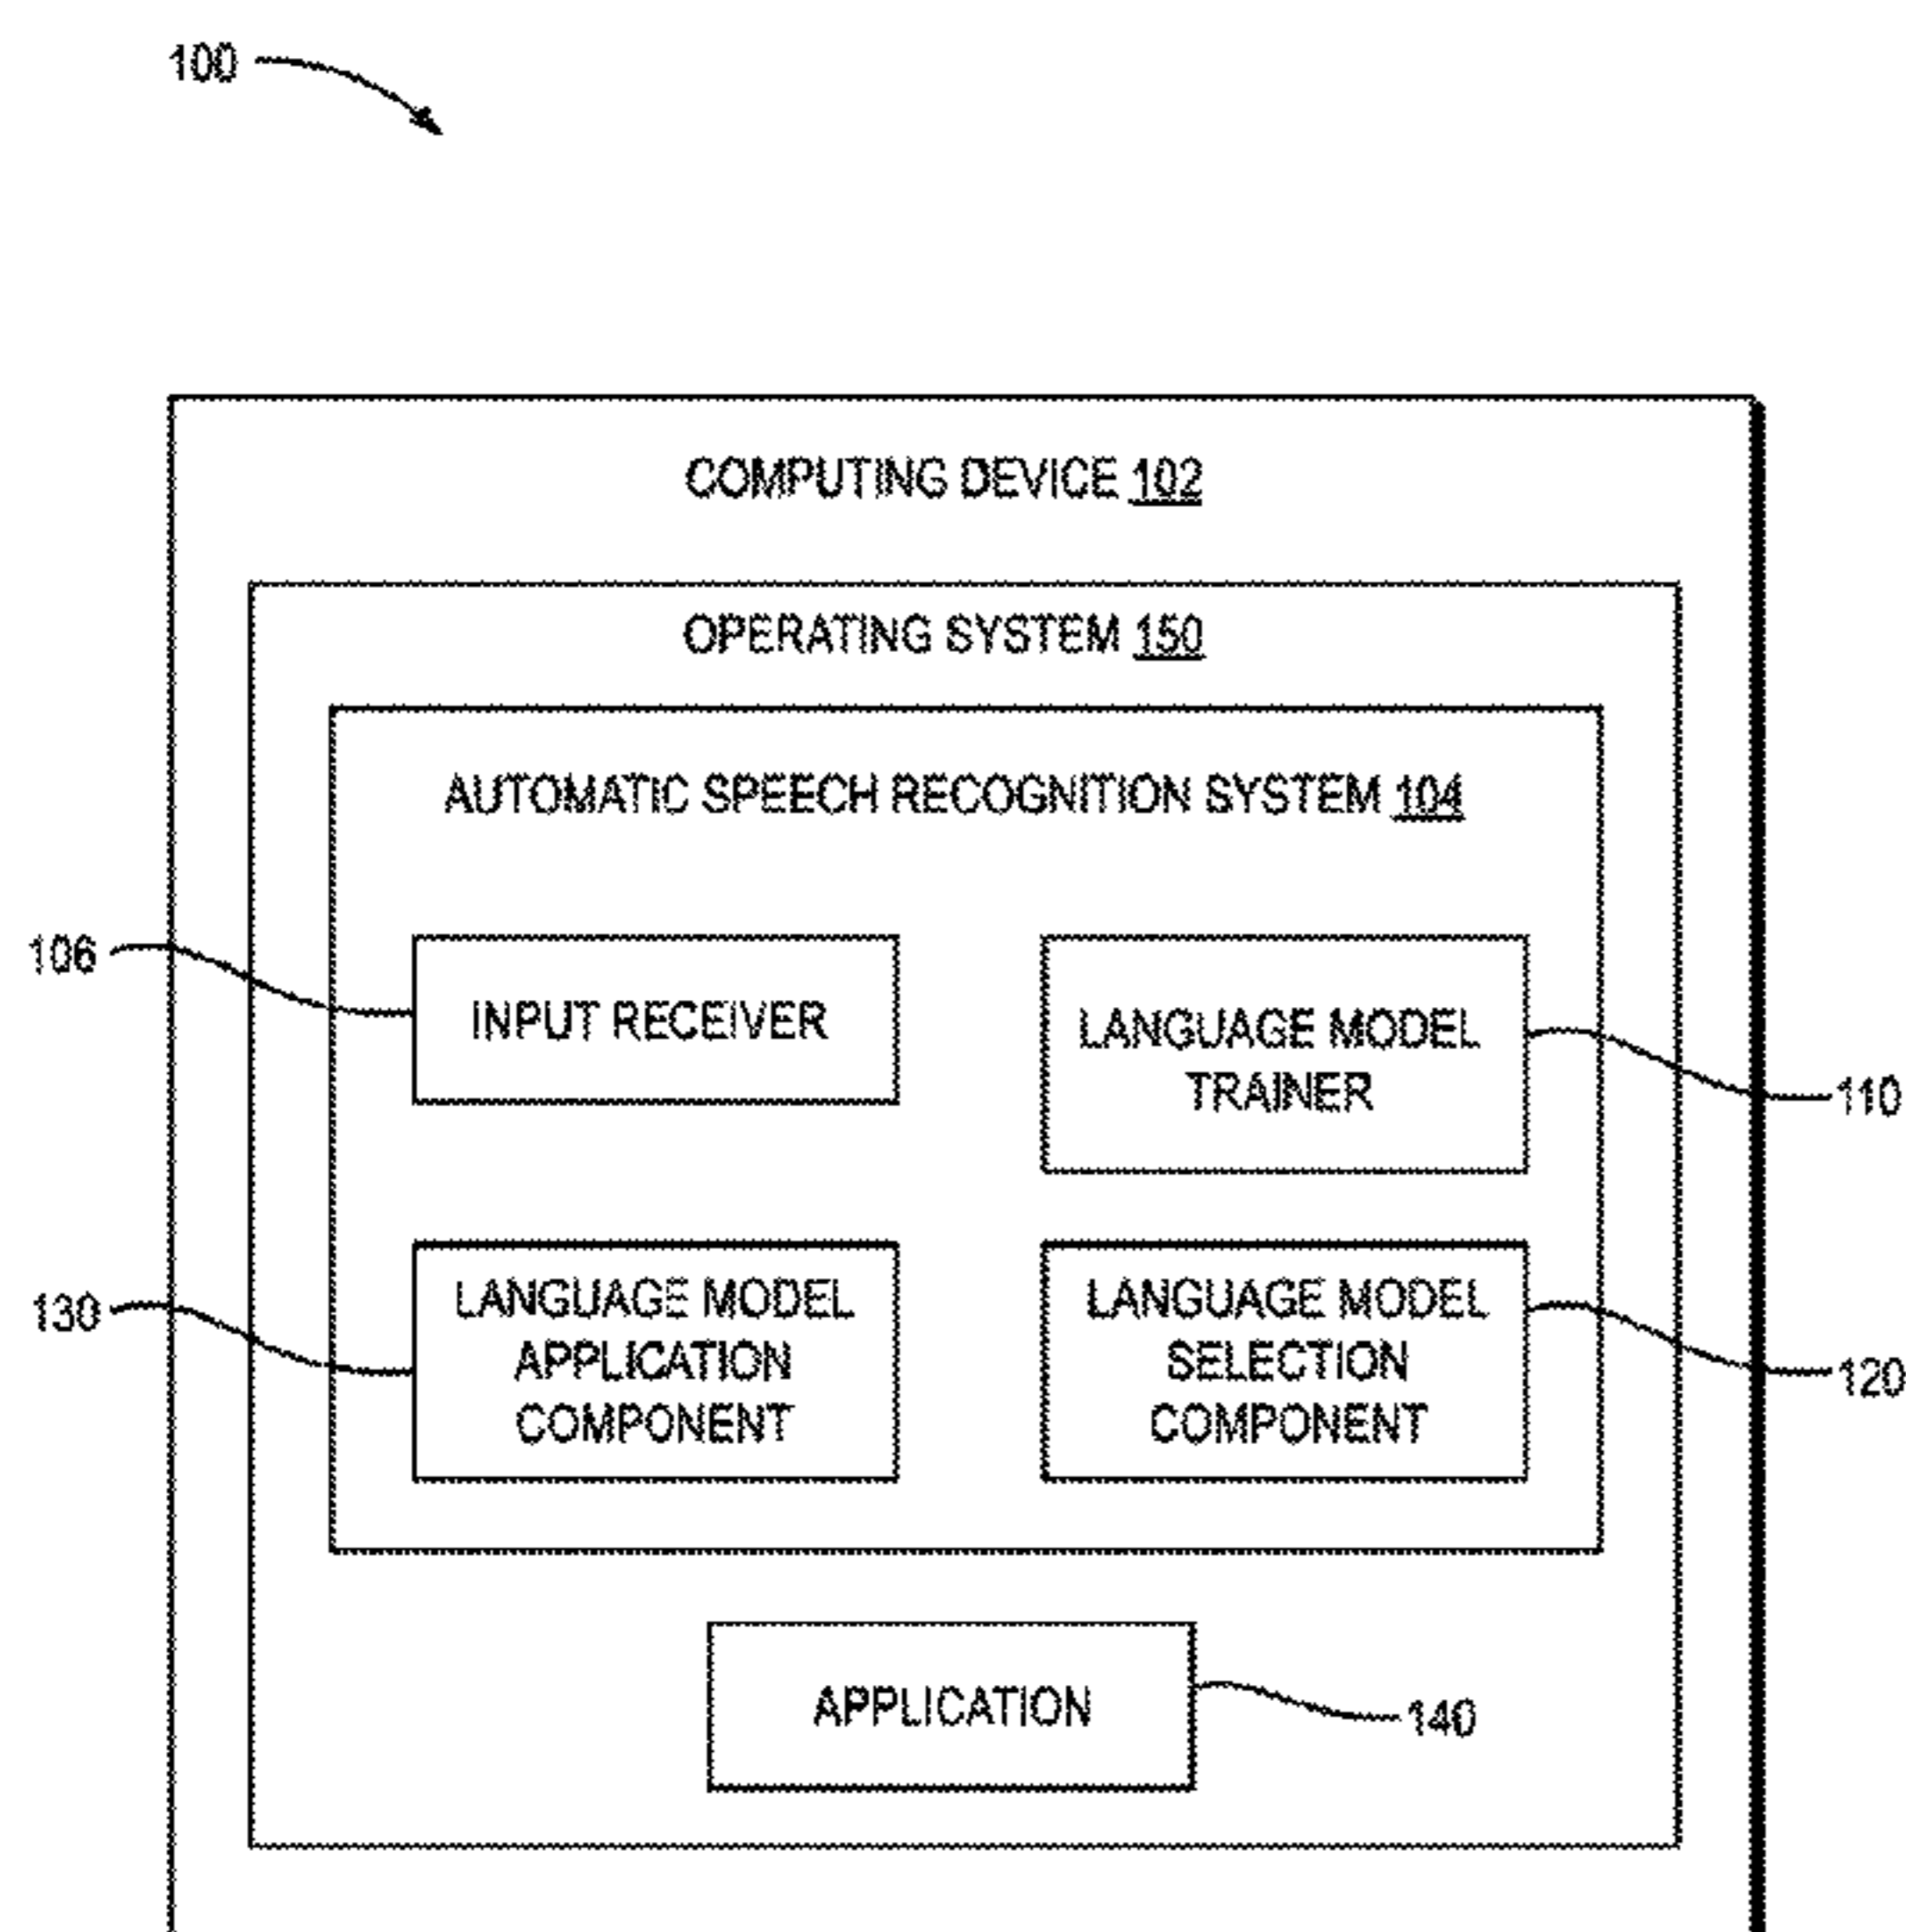 100
COMPUTING DEVICE 102
OPERATING SYSTEM 150
AUTOMATIC SPEECH RECOGNITION SYSTEM 104
106
INPUT RECEIVER
LANGUAGE MODEL
TRAINER
110
130
LANGUAGE MODEL
APPLICATION
COMPONENT
LANGUAGE MODEL
SELECTION
COMPONENT
120
APPLICATION
140